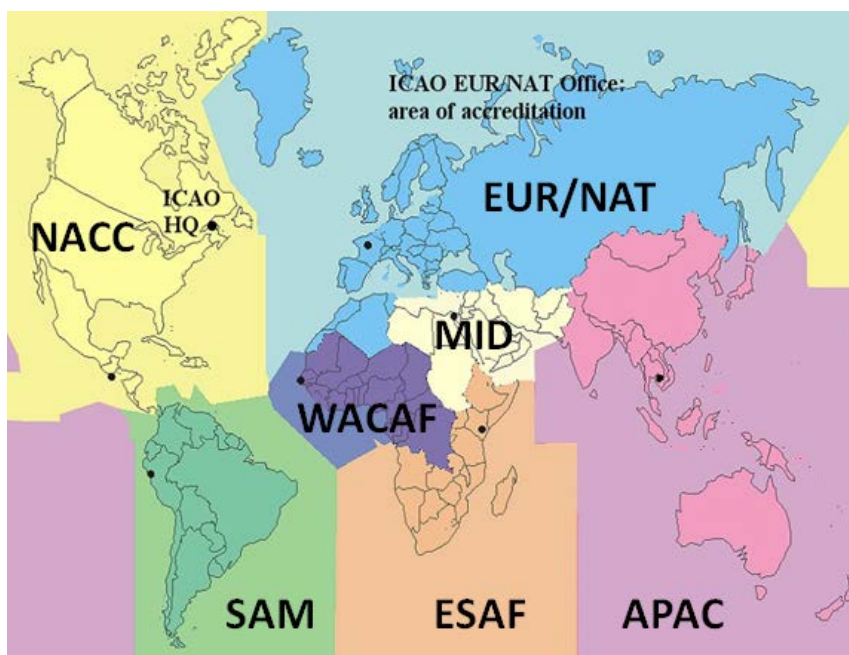 ICAO EUR/NAT Office:
area of accreditation
EUR/NAT
ICAO
HQ
NACC
MID
WACAF
SAM
ESAF
APAC